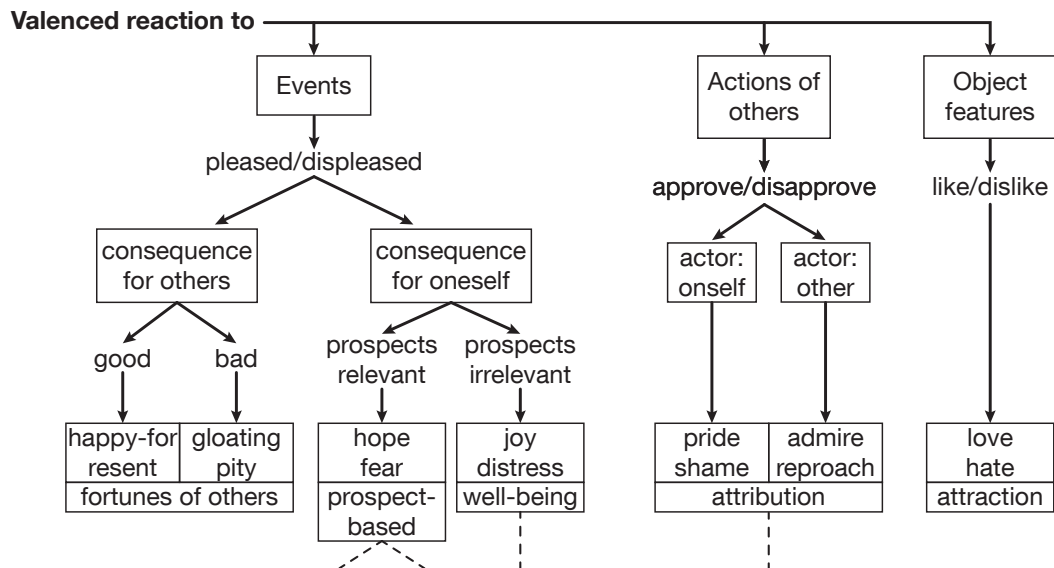 Valenced reaction to
Events
Actions of
others
Object
features
pleased/displeased
approve/disapprove
like/dislike
consequence
for others
consequence
for oneself
actor:
onself
actor:
other
good
bad
prospects
relevant
prospects
irrelevant
happy-for
resent
gloating
pity
fortunes of others
hope
fear
prospect-
based
joy
distress
well-being
pride
shame
admire
reproach
attribution
love
hate
attraction